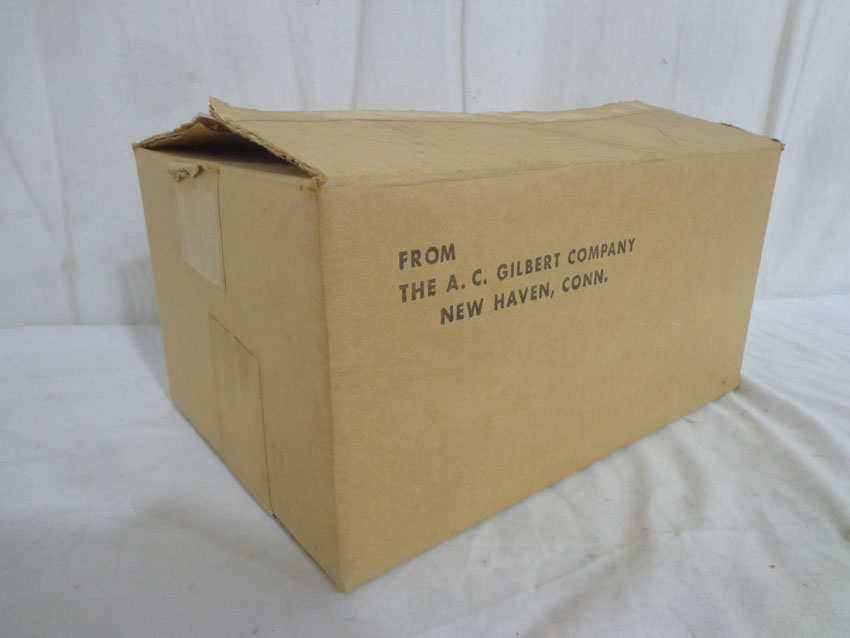 FROM
THE A. C. GILBERT COMPANY
NEW HAVEN, CONN.